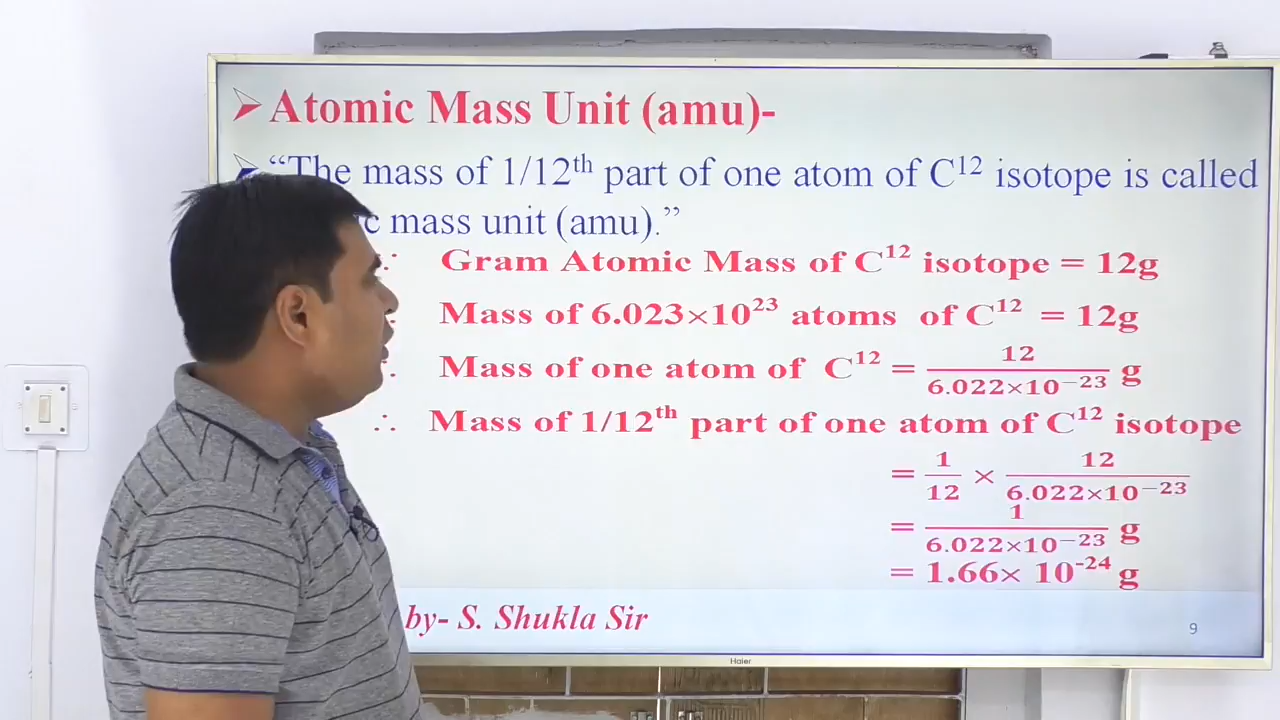 ➢ Atomic Mass Unit (amu)-
➢ “The mass of 1/12ᵗʰ part of one atom of C¹² isotope is called
mass unit (amu).”
∴ Gram Atomic Mass of C¹² isotope = 12g
Mass of 6.023×10²³ atoms of C¹² = 12g
Mass of one atom of C¹² = 12/6.022×10⁻²³ g
∴ Mass of 1/12ᵗʰ part of one atom of C¹² isotope
= 1/12 × 12/6.022×10⁻²³
= 1/6.022×10⁻²³ g
= 1.66× 10⁻²⁴ g
by- S. Shukla Sir
9
Haier